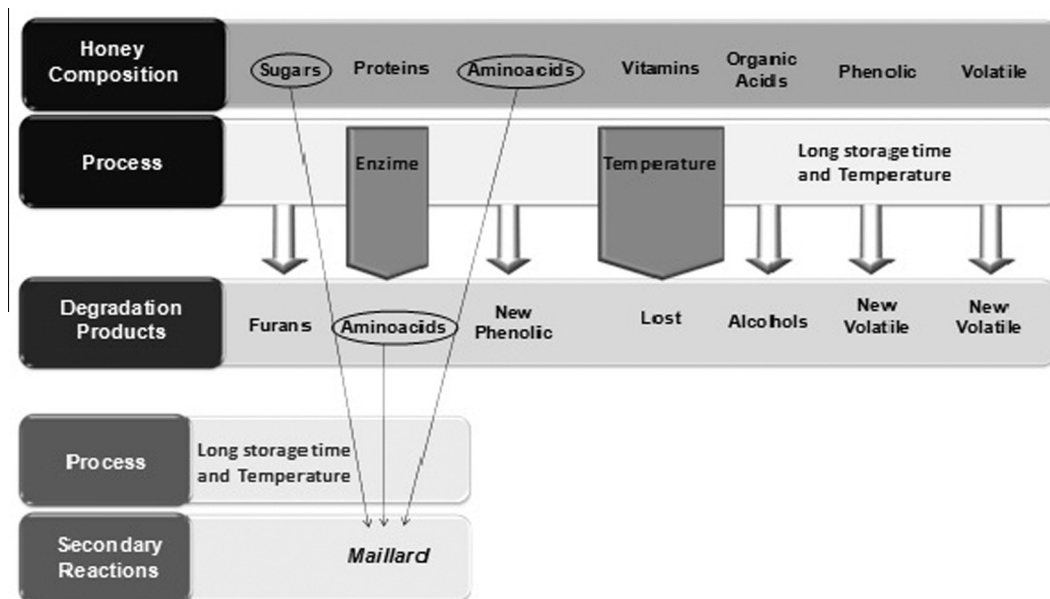 Honey
Composition
Sugars
Proteins
Aminoacids
Vitamins
Organic
Acids
Phenolic
Volatile
Process
Enzime
Temperature
Long storage time
and Temperature
Degradation
Products
Furans
Aminoacids
New
Phenolic
Lost
Alcohols
New
Volatile
New
Volatile
Process
Long storage time
and Temperature
Secondary
Reactions
Maillard